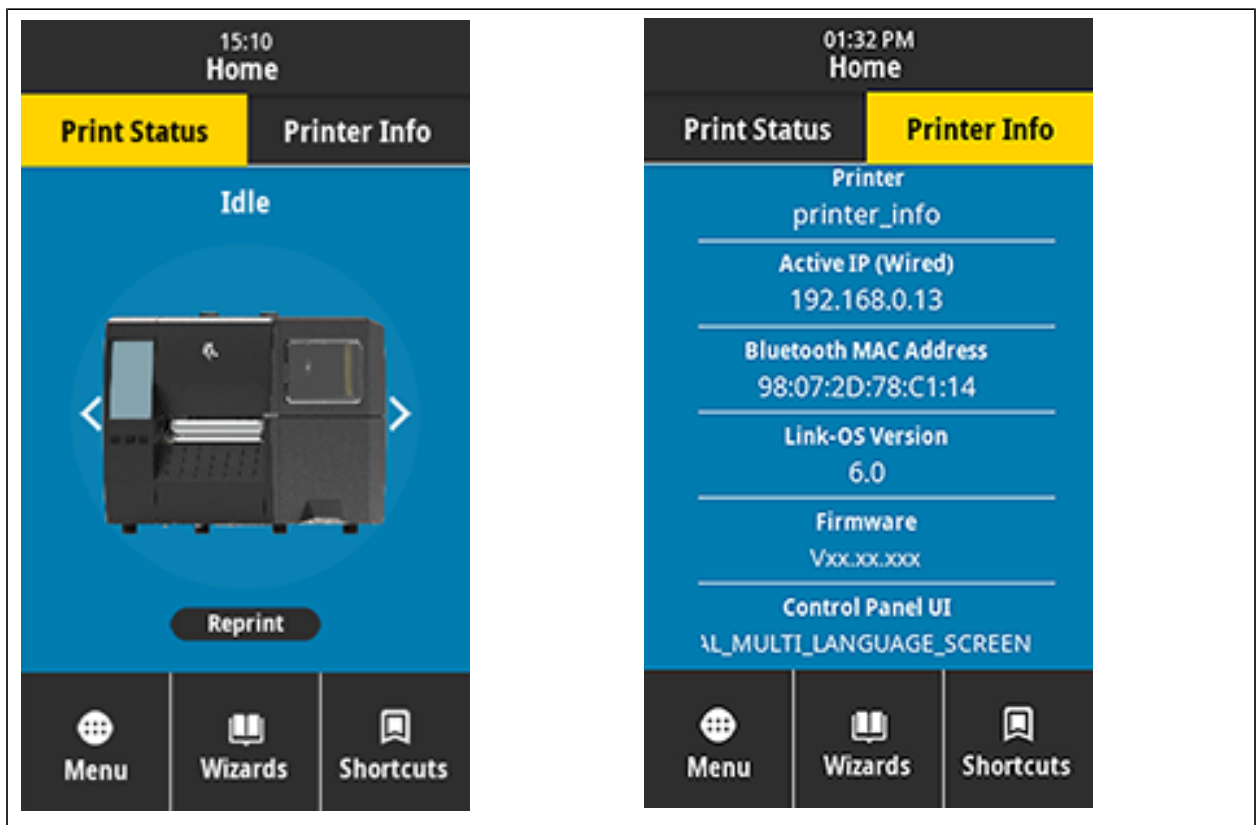 15:10
Home
Print Status
Printer Info
Idle
Reprint
Menu
Wizards
Shortcuts
01:32 PM
Home
Print Status
Printer Info
Printer
printer_info
Active IP (Wired)
192.168.0.13
Bluetooth MAC Address
98:07:2D:78:C1:14
Link-OS Version
6.0
Firmware
Vxx.xx.xxx
Control Panel UI
AL_MULTI_LANGUAGE_SCREEN
Menu
Wizards
Shortcuts